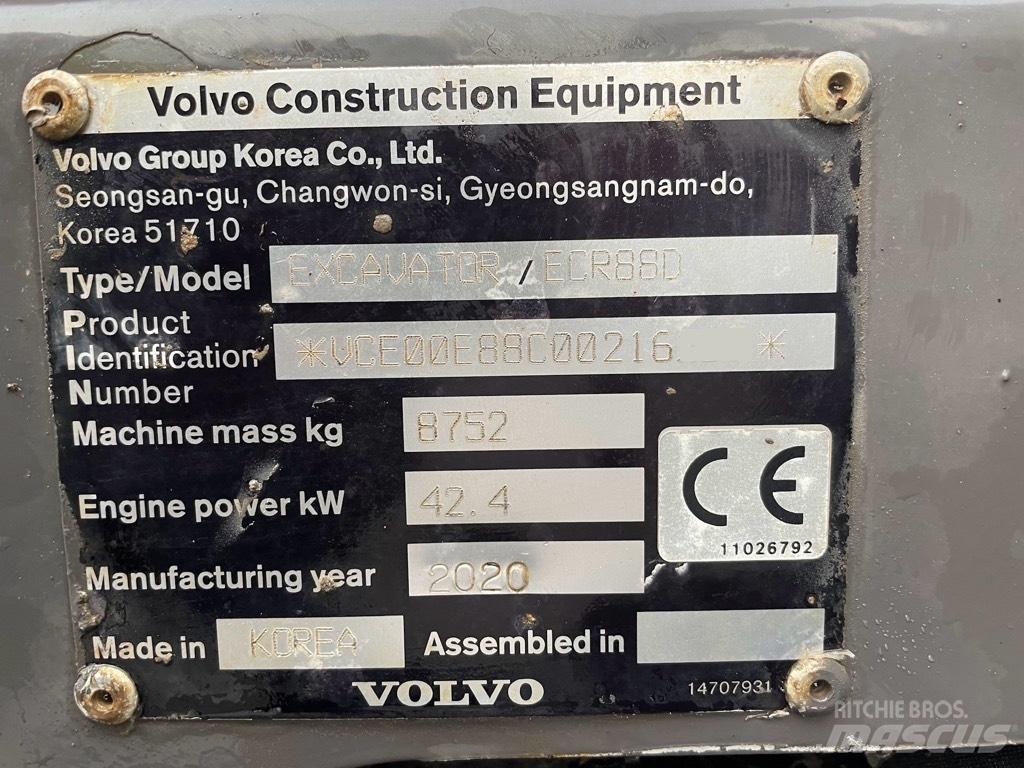 Volvo Construction Equipment
Volvo Group Korea Co., Ltd.
Seongsan-gu, Changwon-si, Gyeongsangnam-do,
Korea 51710
Type/Model EXCAVATOR / ECR88D
Product
Identification *VCE00E88C00216 *
Number
Machine mass kg 8752
Engine power kW 42.4
CE
11026792
Manufacturing year 2020
Made in KOREA Assembled in
VOLVO 14707931
RITCHIE BROS.
mascus